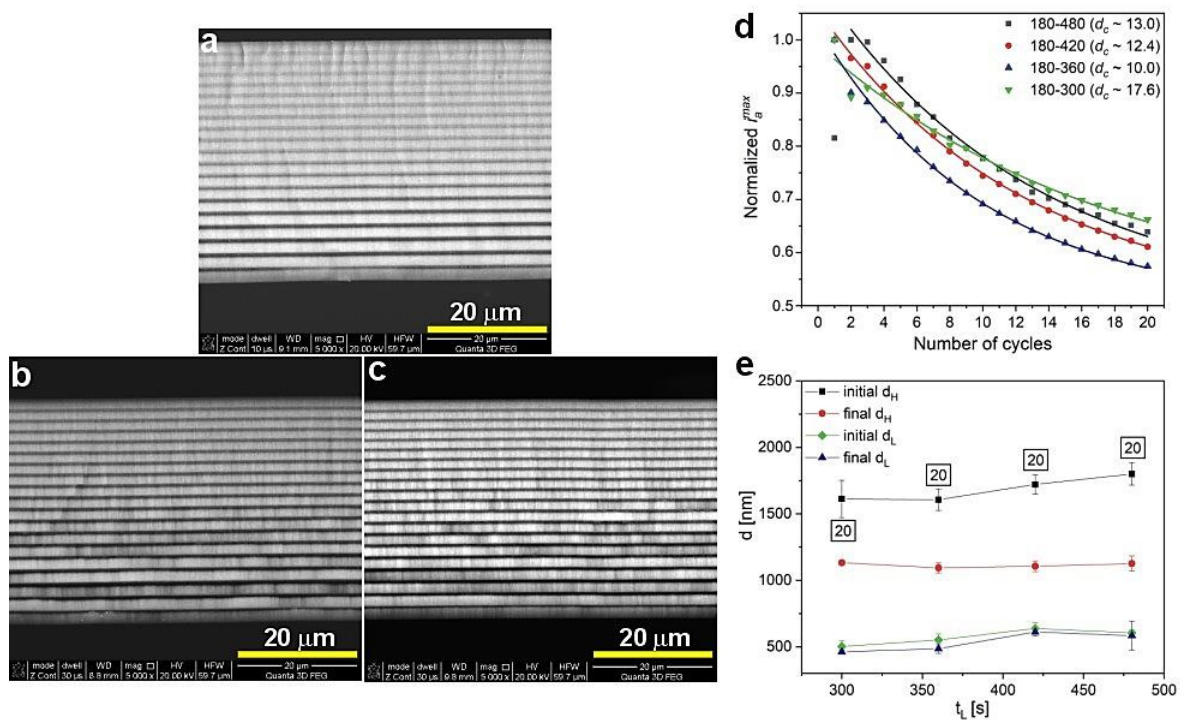 a
20 μm
mode dwell WD mag □ HV HFW 20 μm
Z Cont 10 μs 9.1 mm 5 000 x 20.00 kV 59.7 μm Quanta 3D FEG
b
20 μm
mode dwell WD mag □ HV HFW 20 μm
Z Cont 30 μs 8.8 mm 5 000 x 20.00 kV 59.7 μm Quanta 3D FEG
c
20 μm
mode dwell WD mag □ HV HFW 20 μm
Z Cont 30 μs 9.8 mm 5 000 x 20.00 kV 59.7 μm Quanta 3D FEG
d
180-480 (d_c ~ 13.0)
180-420 (d_c ~ 12.4)
180-360 (d_c ~ 10.0)
180-300 (d_c ~ 17.6)
1.0
0.9
0.8
0.7
0.6
0.5
Normalized i_a^max
0 2 4 6 8 10 12 14 16 18 20
Number of cycles
e
initial d_H
final d_H
initial d_L
final d_L
2500
2000
1500
1000
500
d [nm]
20
20
20
20
300 350 400 450 500
t_L [s]